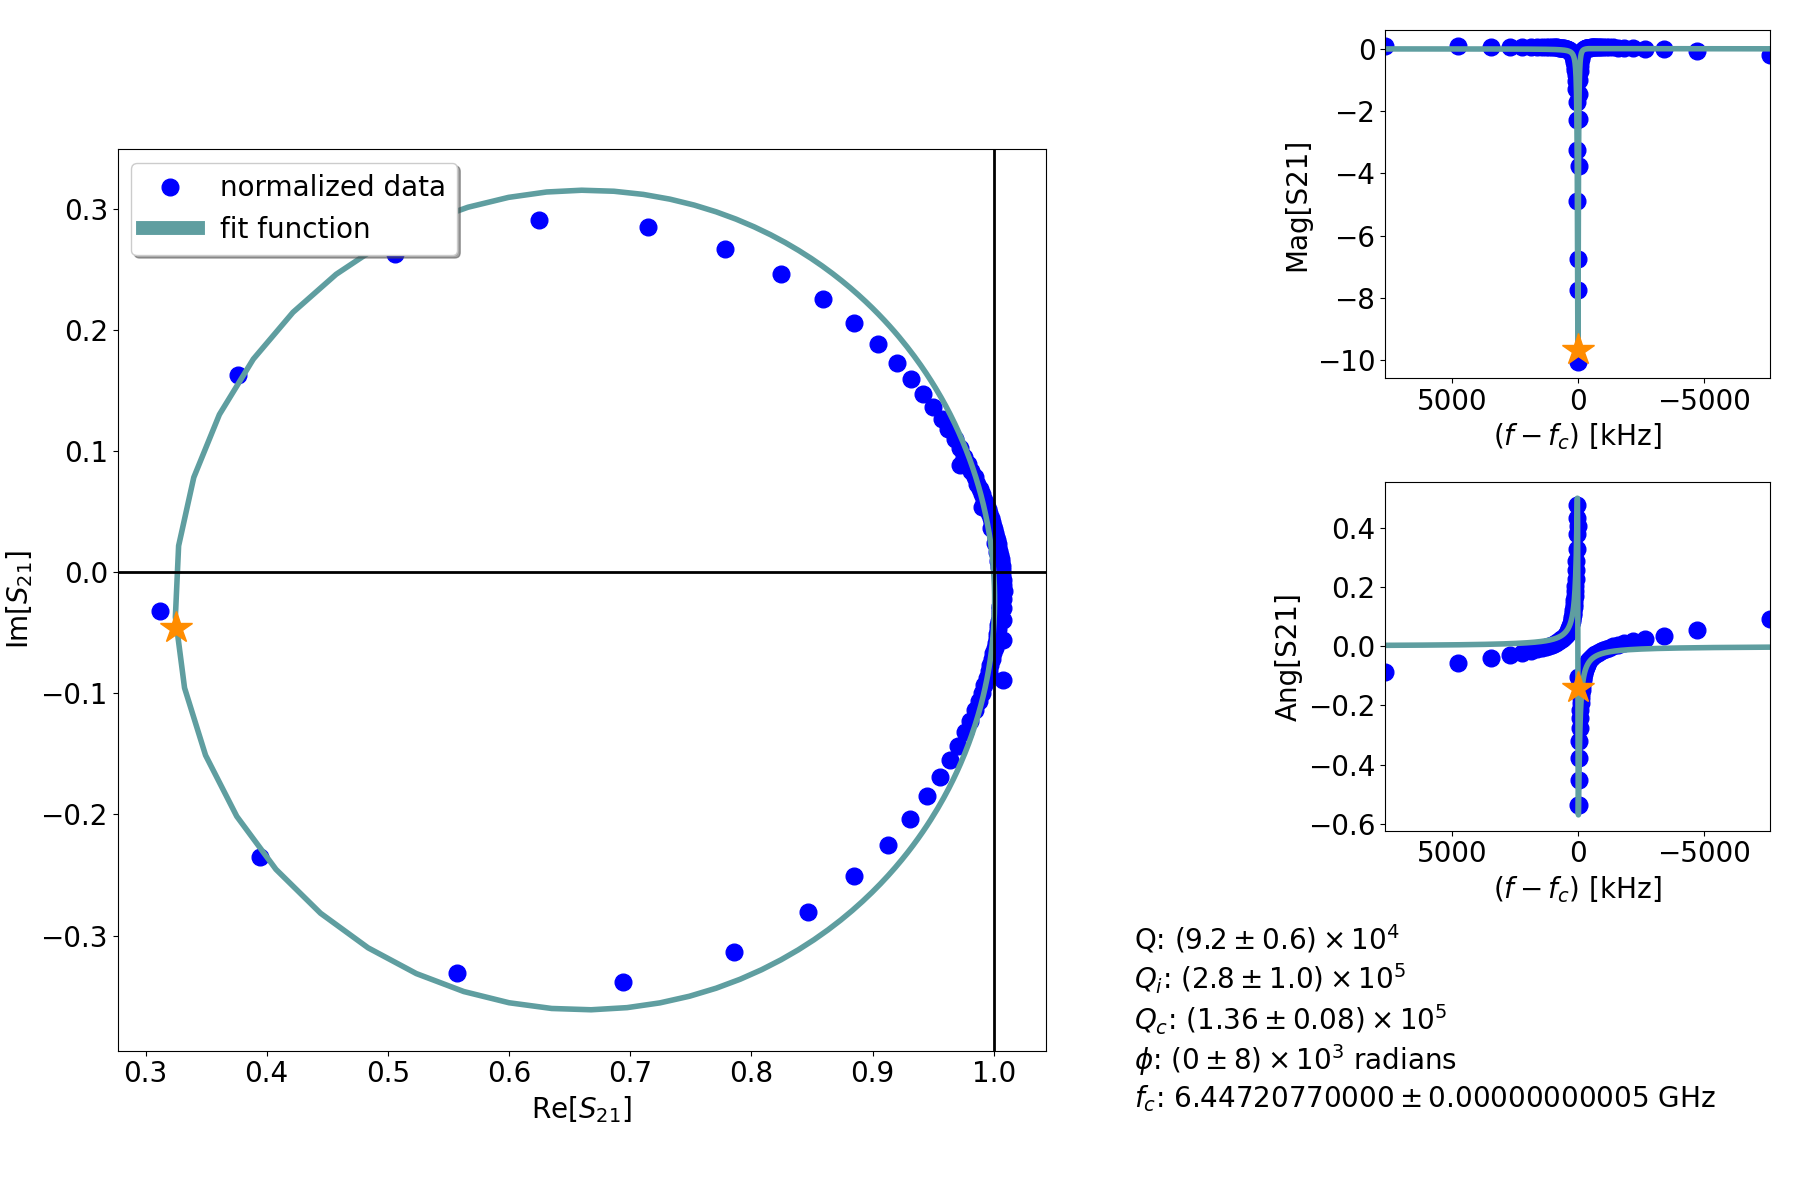 normalized data
fit function
0.3
0.2
0.1
0.0
−0.1
−0.2
−0.3
Im[S21]
0.3 0.4 0.5 0.6 0.7 0.8 0.9 1.0
Re[S21]
0
−2
−4
−6
−8
−10
Mag[S21]
5000 0 −5000
(f − fc) [kHz]
0.4
0.2
0.0
−0.2
−0.4
−0.6
Ang[S21]
5000 0 −5000
(f − fc) [kHz]
Q: (9.2 ± 0.6) × 10^4
Qi: (2.8 ± 1.0) × 10^5
Qc: (1.36 ± 0.08) × 10^5
ϕ: (0 ± 8) × 10^3 radians
fc: 6.44720770000 ± 0.00000000005 GHz